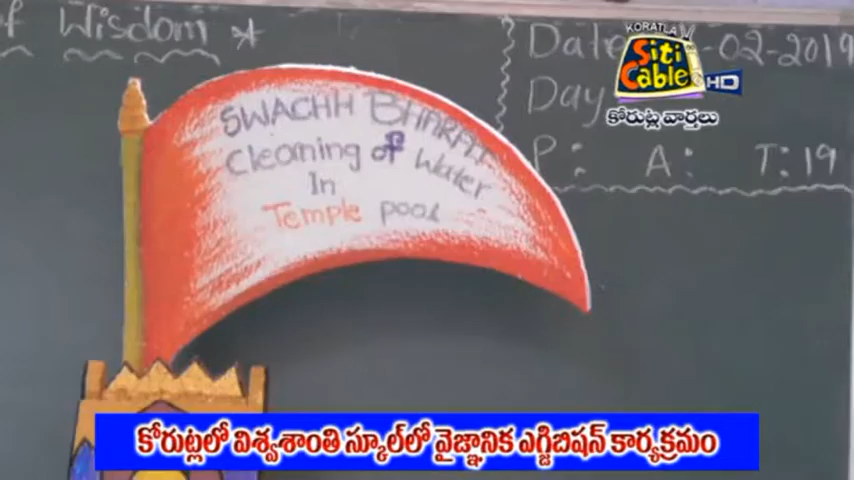 of Wisdom *
Date -02-2019
Day
P: A: T: 19
KORATLA
Siti
Cable HD
కోరుట్ల వార్తలు
SWACHH BHARAT
Cleaning of Water
In
Temple pool
కోరుట్లలో విశ్వశాంతి స్కూల్‌లో వైజ్ఞానిక ఎగ్జిబిషన్ కార్యక్రమం